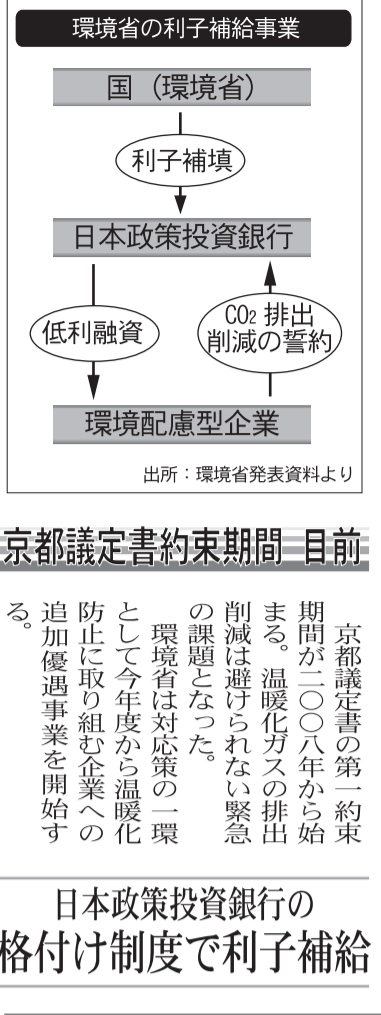 環境省の利子補給事業
国（環境省）
利子補填
日本政策投資銀行
低利融資
CO₂ 排出
削減の誓約
環境配慮型企業
出所：環境省発表資料より
京都議定書約束期間 目前
京都議定書の第一約束
期間が二〇〇八年から始
まる。温暖化ガスの排出
削減は避けられない緊急
の課題となった。
環境省は対応策の一環
として今年度から温暖化
防止に取り組む企業への
追加優遇事業を開始す
る。
日本政策投資銀行の
格付け制度で利子補給